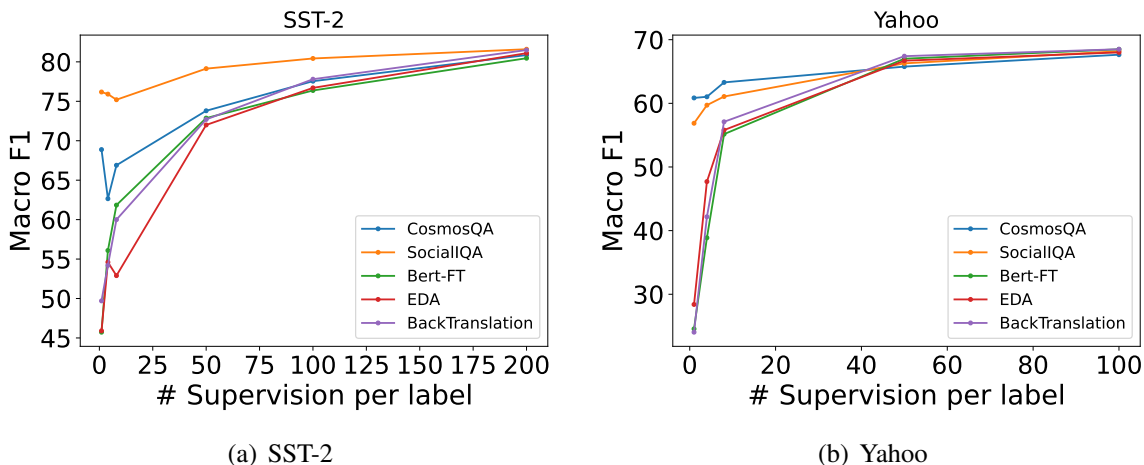 SST-2
Macro F1
80
75
70
65
60
55
50
45
0 25 50 75 100 125 150 175 200
# Supervision per label
CosmosQA
SocialIQA
Bert-FT
EDA
BackTranslation
(a) SST-2
Yahoo
Macro F1
70
60
50
40
30
0 20 40 60 80 100
# Supervision per label
CosmosQA
SocialIQA
Bert-FT
EDA
BackTranslation
(b) Yahoo